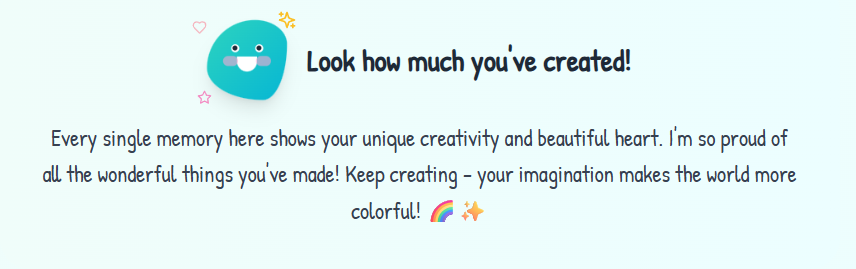 Look how much you've created!
Every single memory here shows your unique creativity and beautiful heart. I'm so proud of
all the wonderful things you've made! Keep creating - your imagination makes the world more
colorful! 🌈 ✨